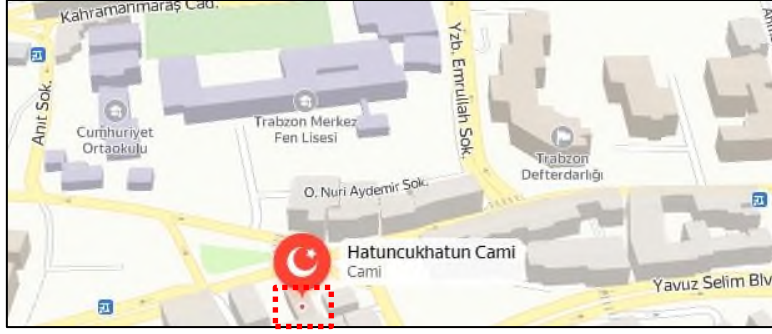 Kahramanmaraş Cad.
Anıt Sok.
Cumhuriyet
Ortaokulu
Trabzon Merkez
Fen Lisesi
Yzb. Emrullah Sok.
Trabzon
Defterdarlığı
O. Nuri Aydemir Sok.
Hatuncukhatun Cami
Cami
Yavuz Selim Blv